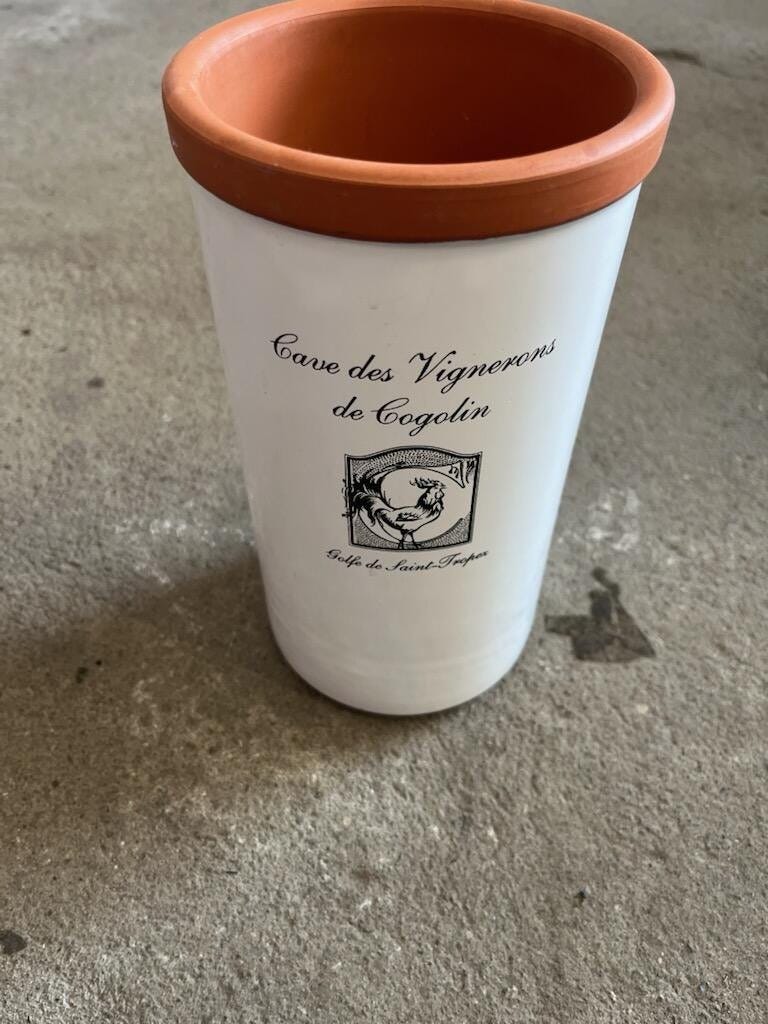 Cave des Vignerons
de Cogolin
Golfe de Saint-Tropez